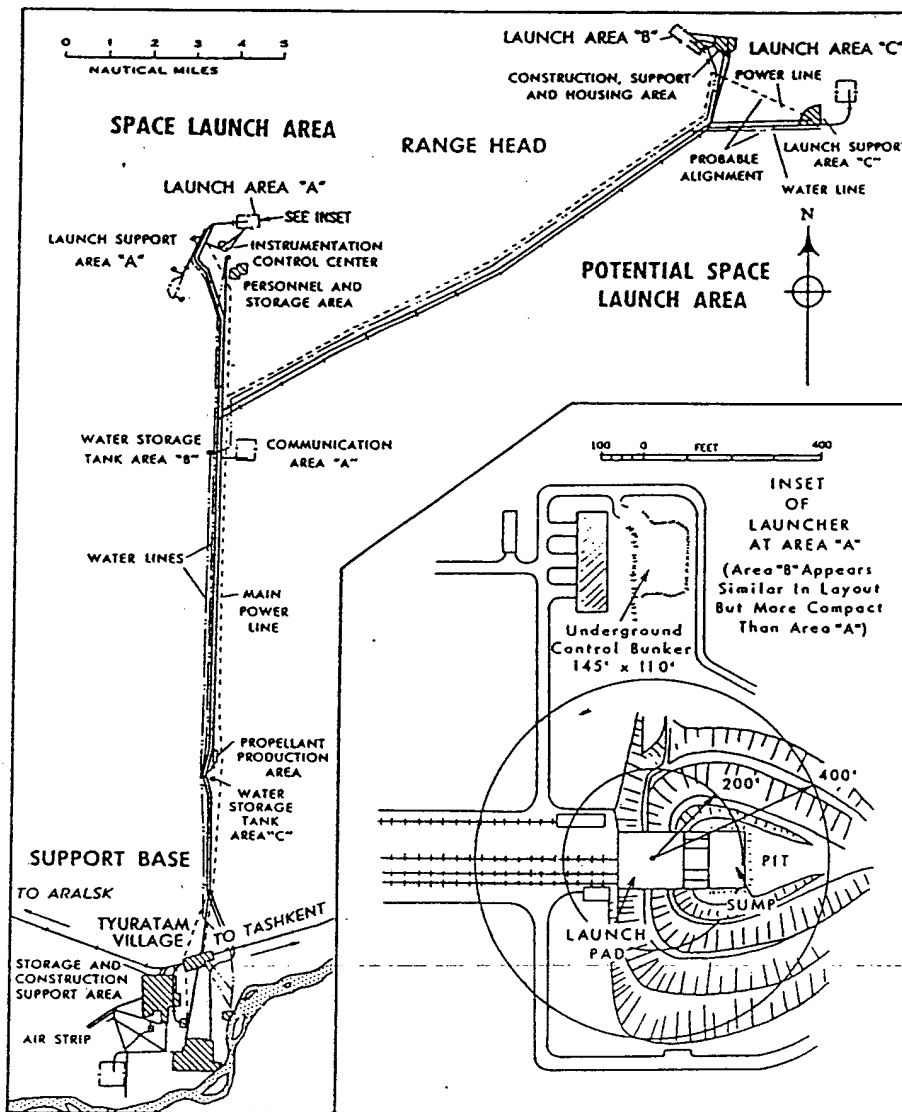 0 1 2 3 4 5
NAUTICAL MILES
SPACE LAUNCH AREA
RANGE HEAD
LAUNCH AREA "B"
LAUNCH AREA "C"
CONSTRUCTION, SUPPORT
AND HOUSING AREA
POWER LINE
PROBABLE
ALIGNMENT
LAUNCH SUPPORT
AREA "C"
WATER LINE
N
POTENTIAL SPACE
LAUNCH AREA
LAUNCH AREA "A"
SEE INSET
LAUNCH SUPPORT
AREA "A"
INSTRUMENTATION
CONTROL CENTER
PERSONNEL AND
STORAGE AREA
WATER STORAGE
TANK AREA "B"
COMMUNICATION
AREA "A"
WATER LINES
MAIN
POWER
LINE
PROPELLANT
PRODUCTION
AREA
WATER
STORAGE
TANK
AREA "C"
SUPPORT BASE
TO ARALSK
TYURATAM
VILLAGE
TO TASHKENT
STORAGE AND
CONSTRUCTION
SUPPORT AREA
AIR STRIP
100 0 FEET 400
INSET
OF
LAUNCHER
AT AREA "A"
(Area "B" Appears
Similar In Layout
But More Compact
Than Area "A")
Underground
Control Bunker
145' x 110'
200'
400'
PIT
SUMP
LAUNCH
PAD